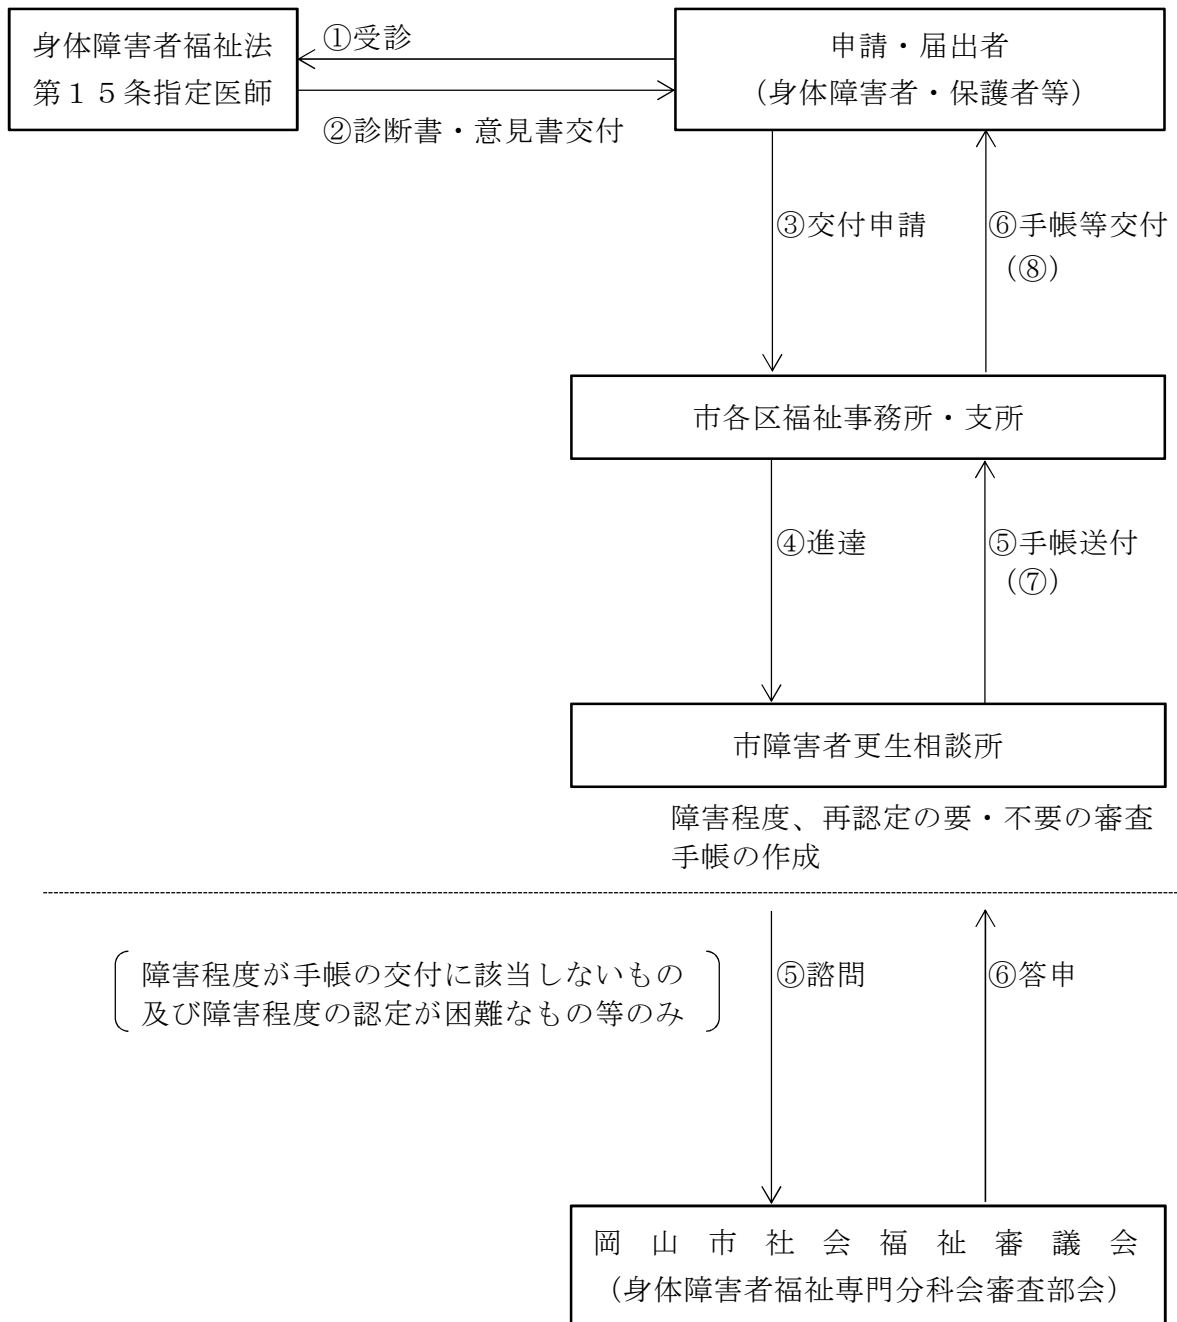 身体障害者福祉法
第１５条指定医師
①受診
②診断書・意見書交付
申請・届出者
（身体障害者・保護者等）
③交付申請
⑥手帳等交付
（⑧）
市各区福祉事務所・支所
④進達
⑤手帳送付
（⑦）
市障害者更生相談所
障害程度、再認定の要・不要の審査
手帳の作成
障害程度が手帳の交付に該当しないもの
及び障害程度の認定が困難なもの等のみ
⑤諮問
⑥答申
岡山市社会福祉審議会
（身体障害者福祉専門分科会審査部会）